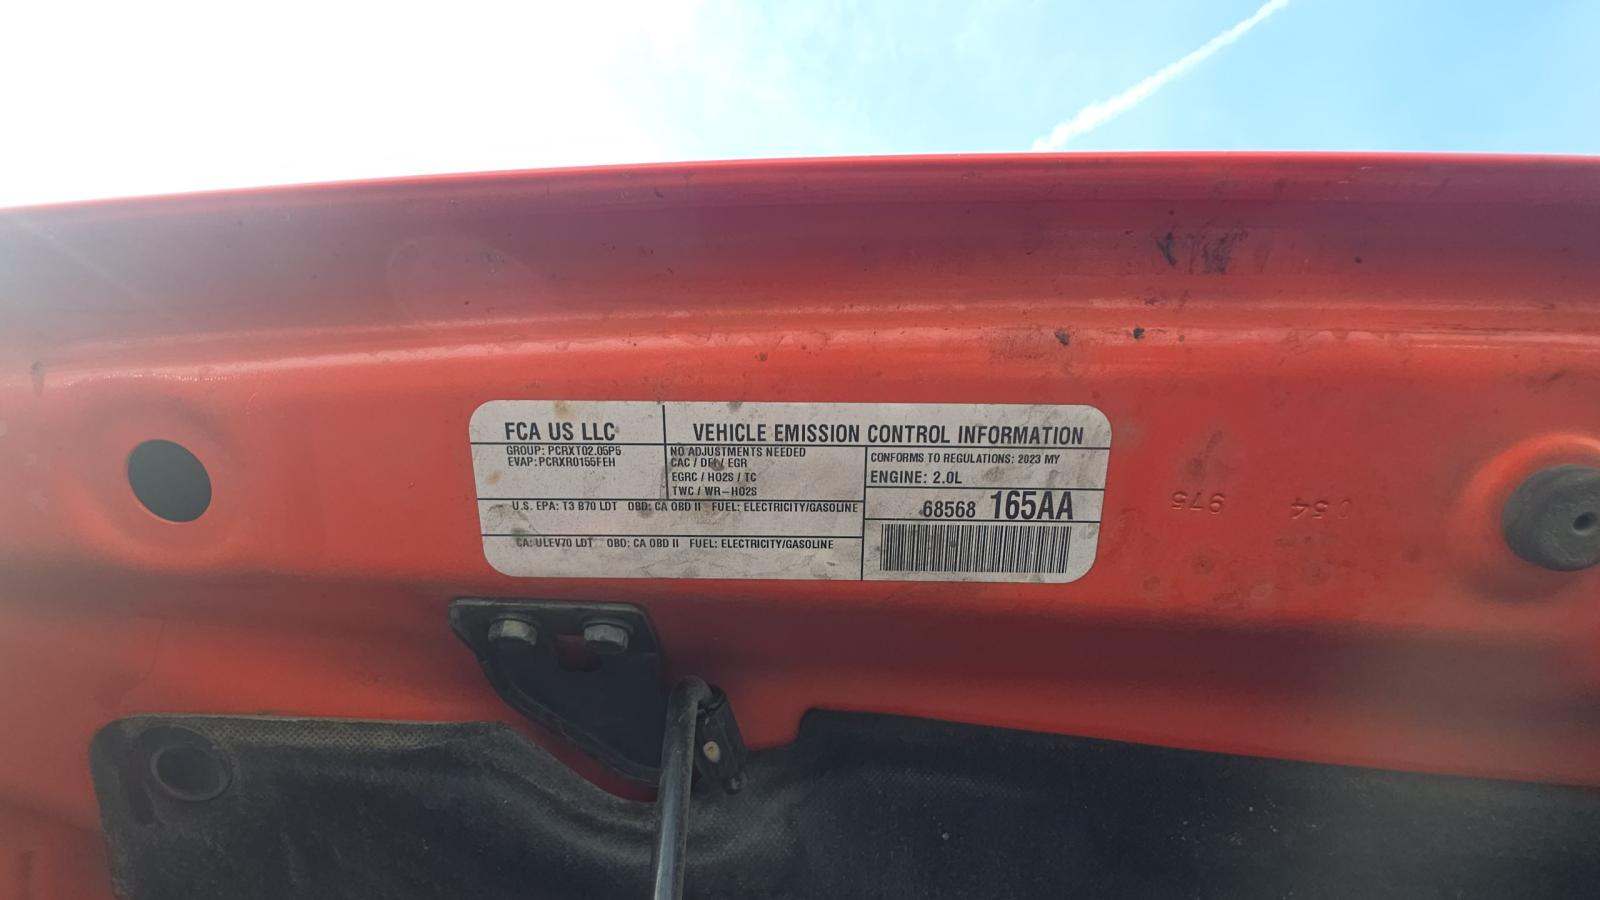 FCA US LLC
VEHICLE EMISSION CONTROL INFORMATION
GROUP: PCRXT02.05P5
EVAP: PCRXR0155FEH
NO ADJUSTMENTS NEEDED
CAC / DFI / EGR
EGRC / HO2S / TC
TWC / WR-HO2S
CONFORMS TO REGULATIONS: 2023 MY
ENGINE: 2.0L
68568 165AA
U.S. EPA: T3 B70 LDT OBD: CA OBD II FUEL: ELECTRICITY/GASOLINE
CA: ULEV70 LDT OBD: CA OBD II FUEL: ELECTRICITY/GASOLINE
975